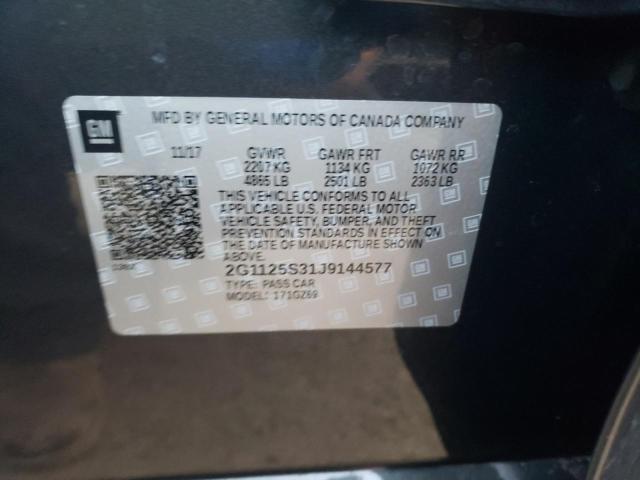 GM
MFD BY GENERAL MOTORS OF CANADA COMPANY
11/17 GVWR GAWR FRT GAWR RR
2207 KG 1134 KG 1072 KG
4865 LB 2501 LB 2363 LB
THIS VEHICLE CONFORMS TO ALL
APPLICABLE U.S. FEDERAL MOTOR
VEHICLE SAFETY, BUMPER, AND THEFT
PREVENTION STANDARDS IN EFFECT ON
THE DATE OF MANUFACTURE SHOWN
ABOVE.
2G1125S31J9144577
TYPE: PASS CAR
MODEL: 171GZ69